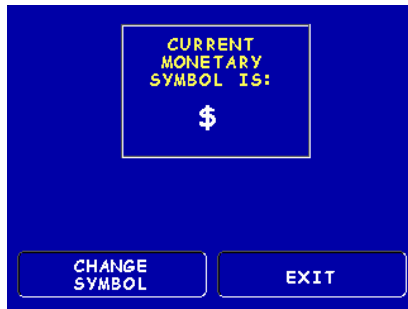 CURRENT
MONETARY
SYMBOL IS:
$
CHANGE
SYMBOL
EXIT